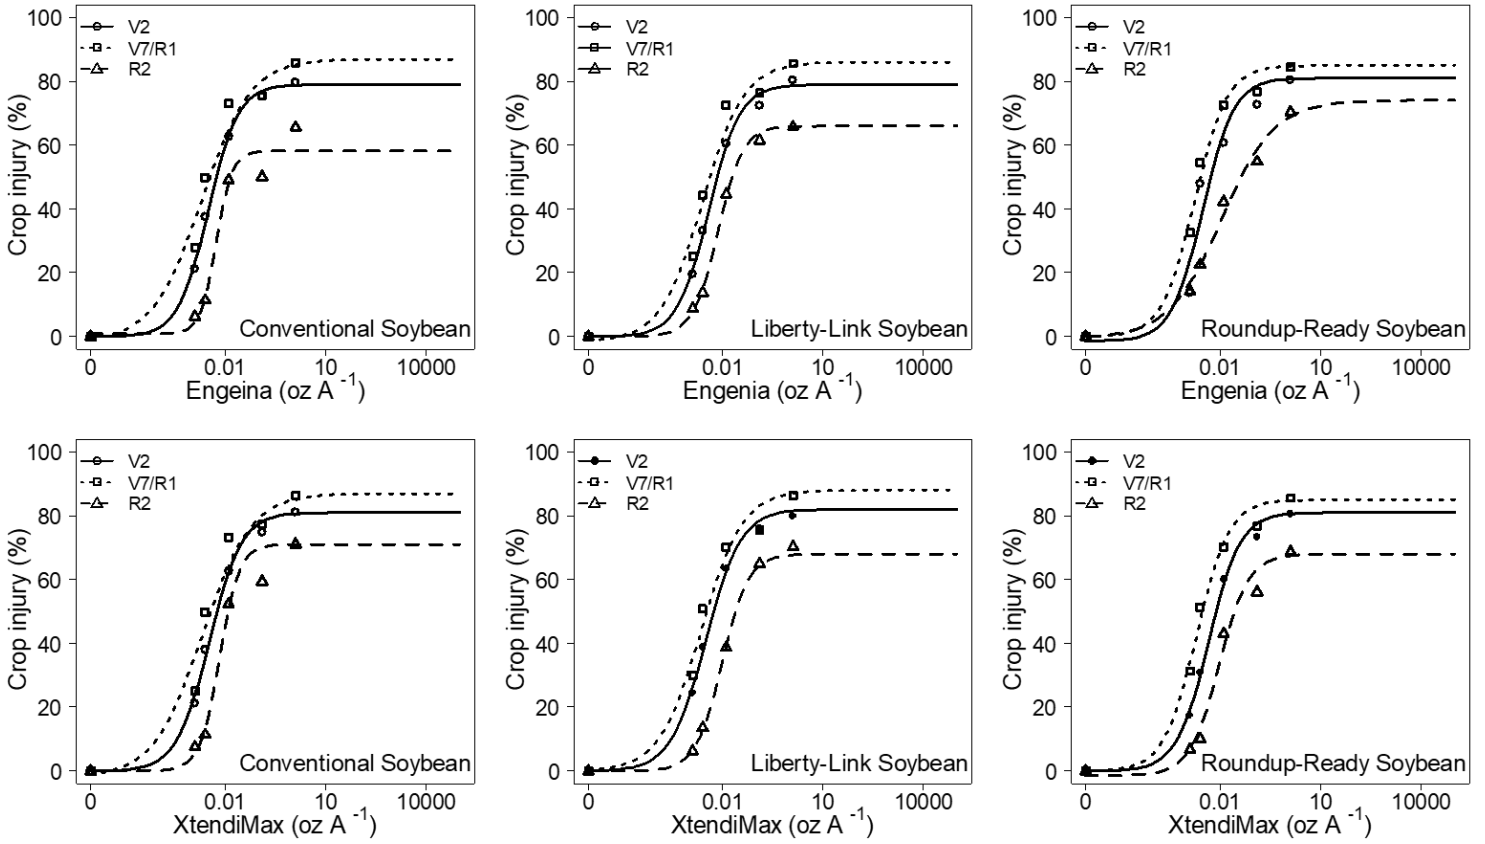 Crop injury (%)
100
80
60
40
20
0
V2
V7/R1
R2
Conventional Soybean
0 0.01 10 10000
Engeina (oz A -1)
Crop injury (%)
100
80
60
40
20
0
V2
V7/R1
R2
Liberty-Link Soybean
0 0.01 10 10000
Engenia (oz A -1)
Crop injury (%)
100
80
60
40
20
0
V2
V7/R1
R2
Roundup-Ready Soybean
0 0.01 10 10000
Engenia (oz A -1)
Crop injury (%)
100
80
60
40
20
0
V2
V7/R1
R2
Conventional Soybean
0 0.01 10 10000
XtendiMax (oz A -1)
Crop injury (%)
100
80
60
40
20
0
V2
V7/R1
R2
Liberty-Link Soybean
0 0.01 10 10000
XtendiMax (oz A -1)
Crop injury (%)
100
80
60
40
20
0
V2
V7/R1
R2
Roundup-Ready Soybean
0 0.01 10 10000
XtendiMax (oz A -1)